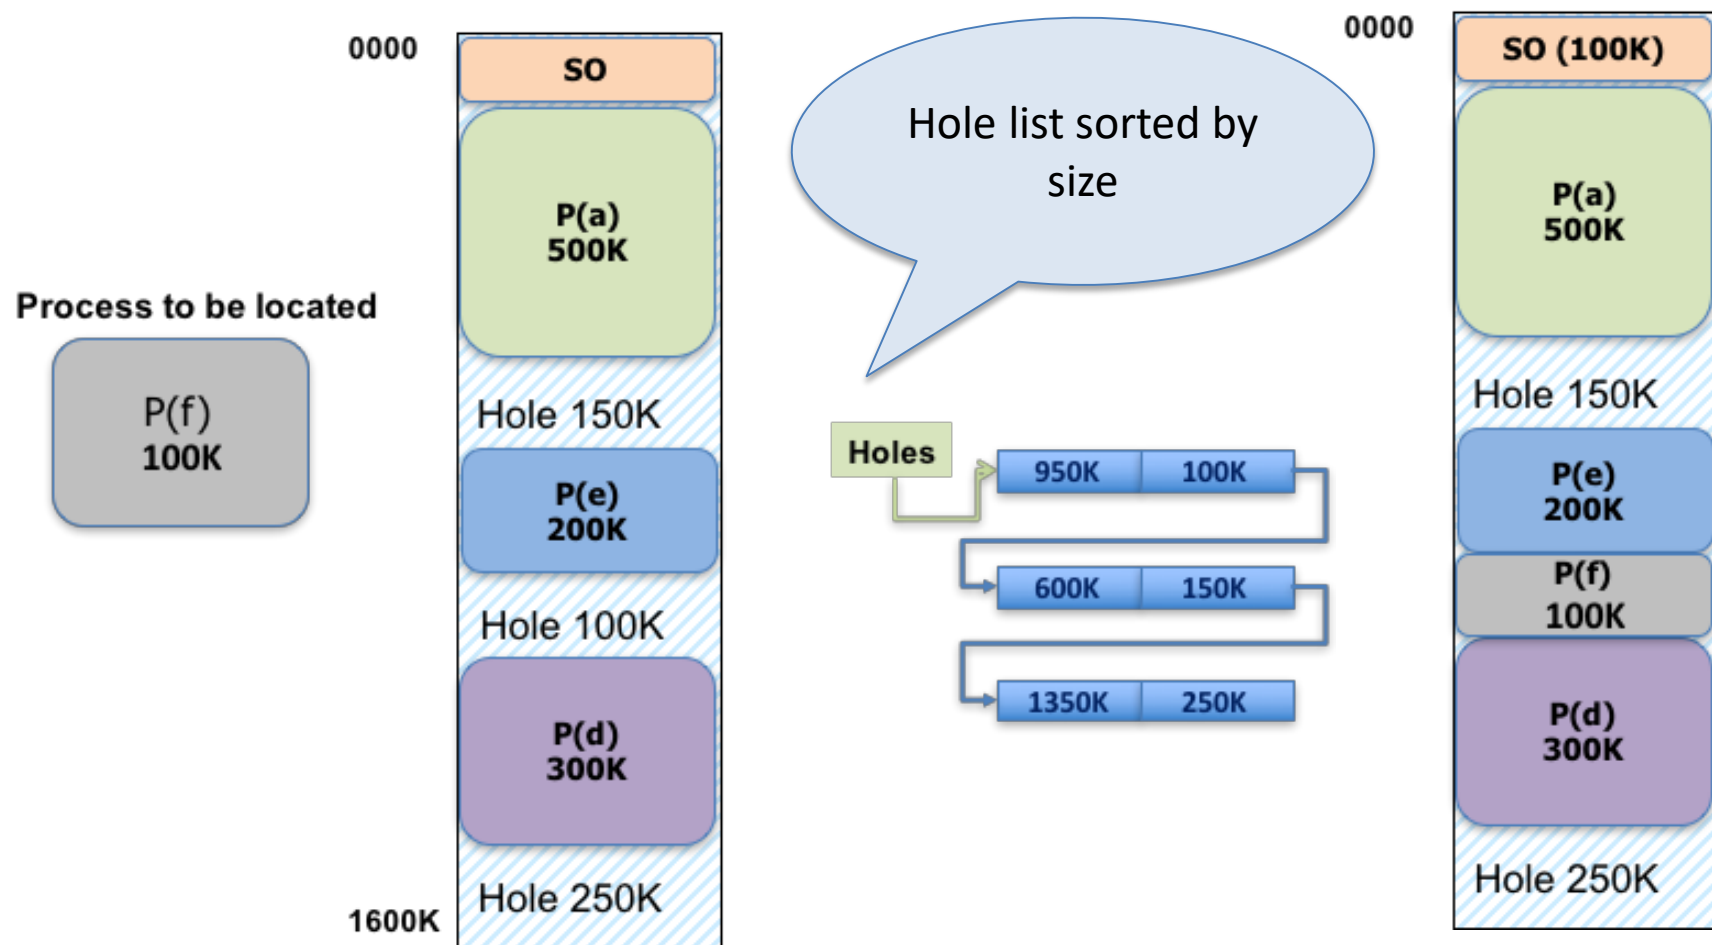 0000
SO
P(a)
500K
Hole 150K
P(e)
200K
Hole 100K
P(d)
300K
Hole 250K
1600K
Process to be located
P(f)
100K
Hole list sorted by
size
Holes
950K 100K
600K 150K
1350K 250K
0000
SO (100K)
P(a)
500K
Hole 150K
P(e)
200K
P(f)
100K
P(d)
300K
Hole 250K